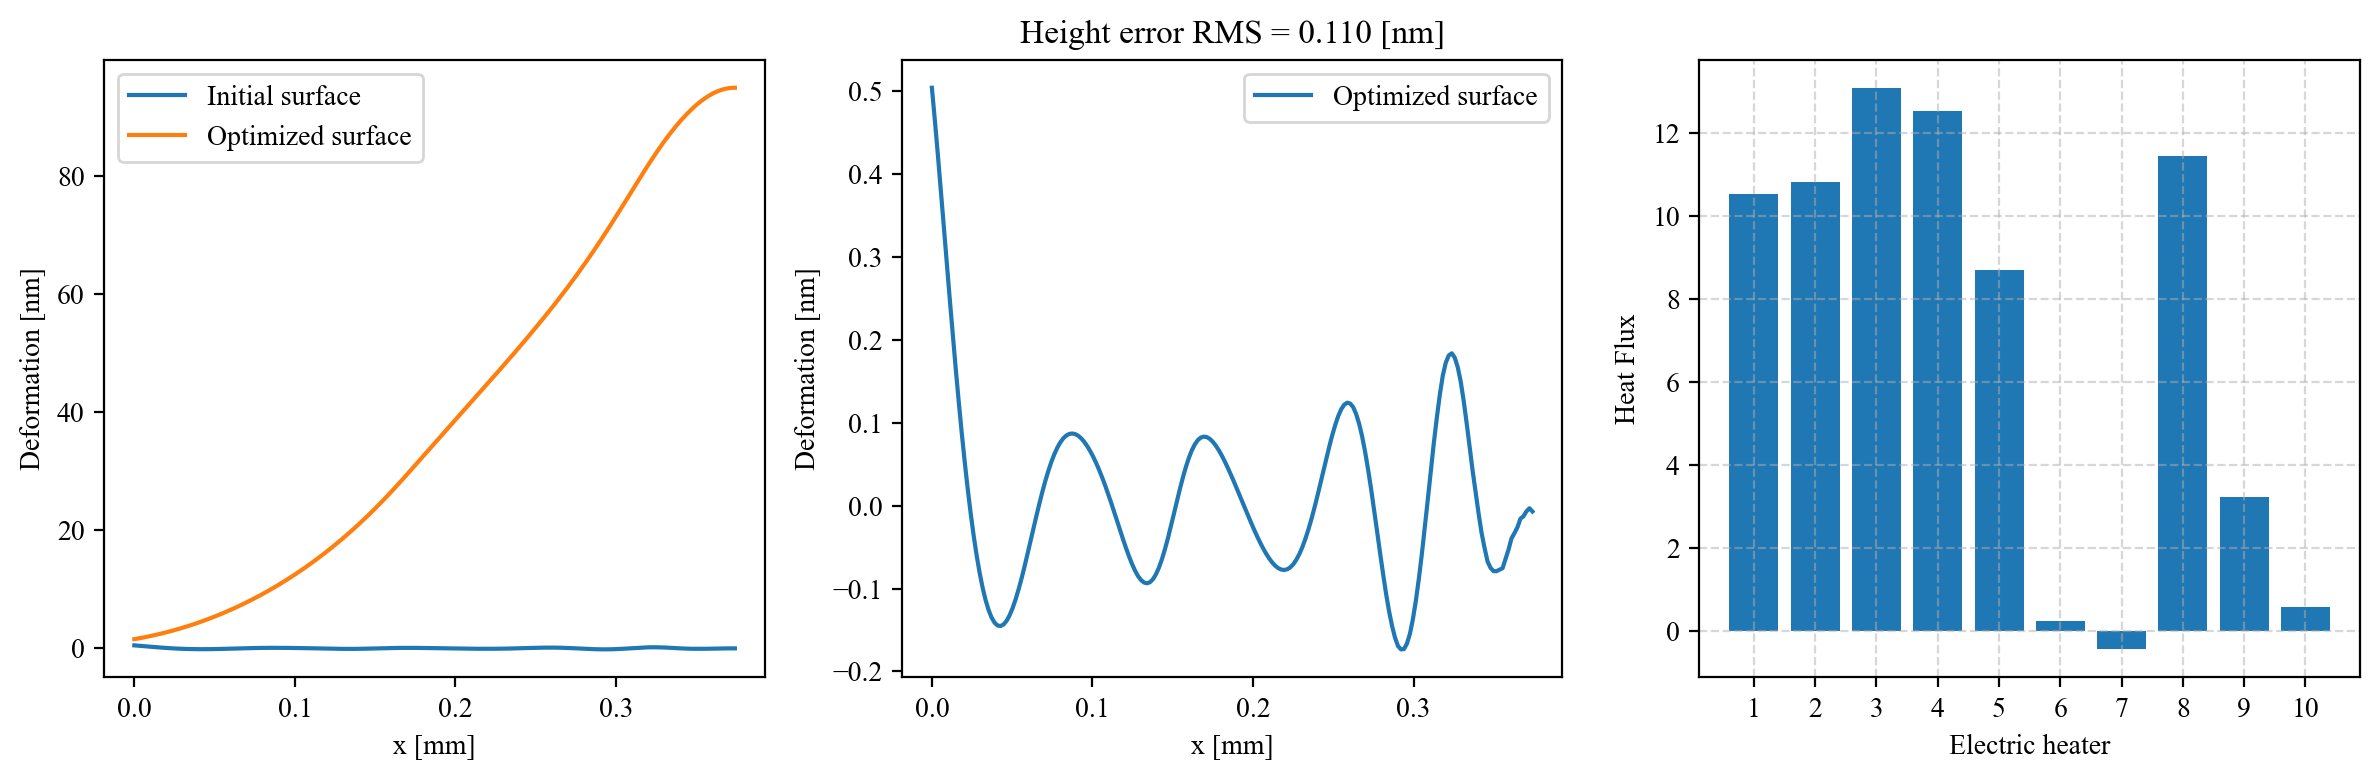 Initial surface
Optimized surface
80
60
40
20
0
Deformation [nm]
0.0 0.1 0.2 0.3
x [mm]
Height error RMS = 0.110 [nm]
Optimized surface
0.5
0.4
0.3
0.2
0.1
0.0
−0.1
−0.2
Deformation [nm]
0.0 0.1 0.2 0.3
x [mm]
12
10
8
6
4
2
0
Heat Flux
1 2 3 4 5 6 7 8 9 10
Electric heater